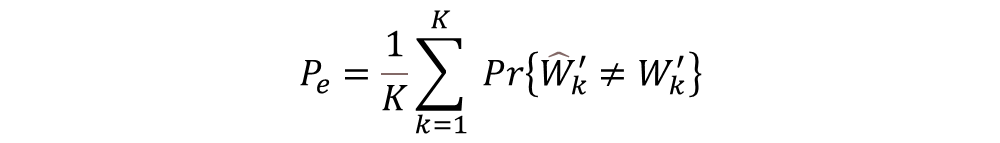 $P_e = \frac{1}{K} \sum_{k=1}^{K} Pr\{\widehat{W}_k' \neq W_k'\}$